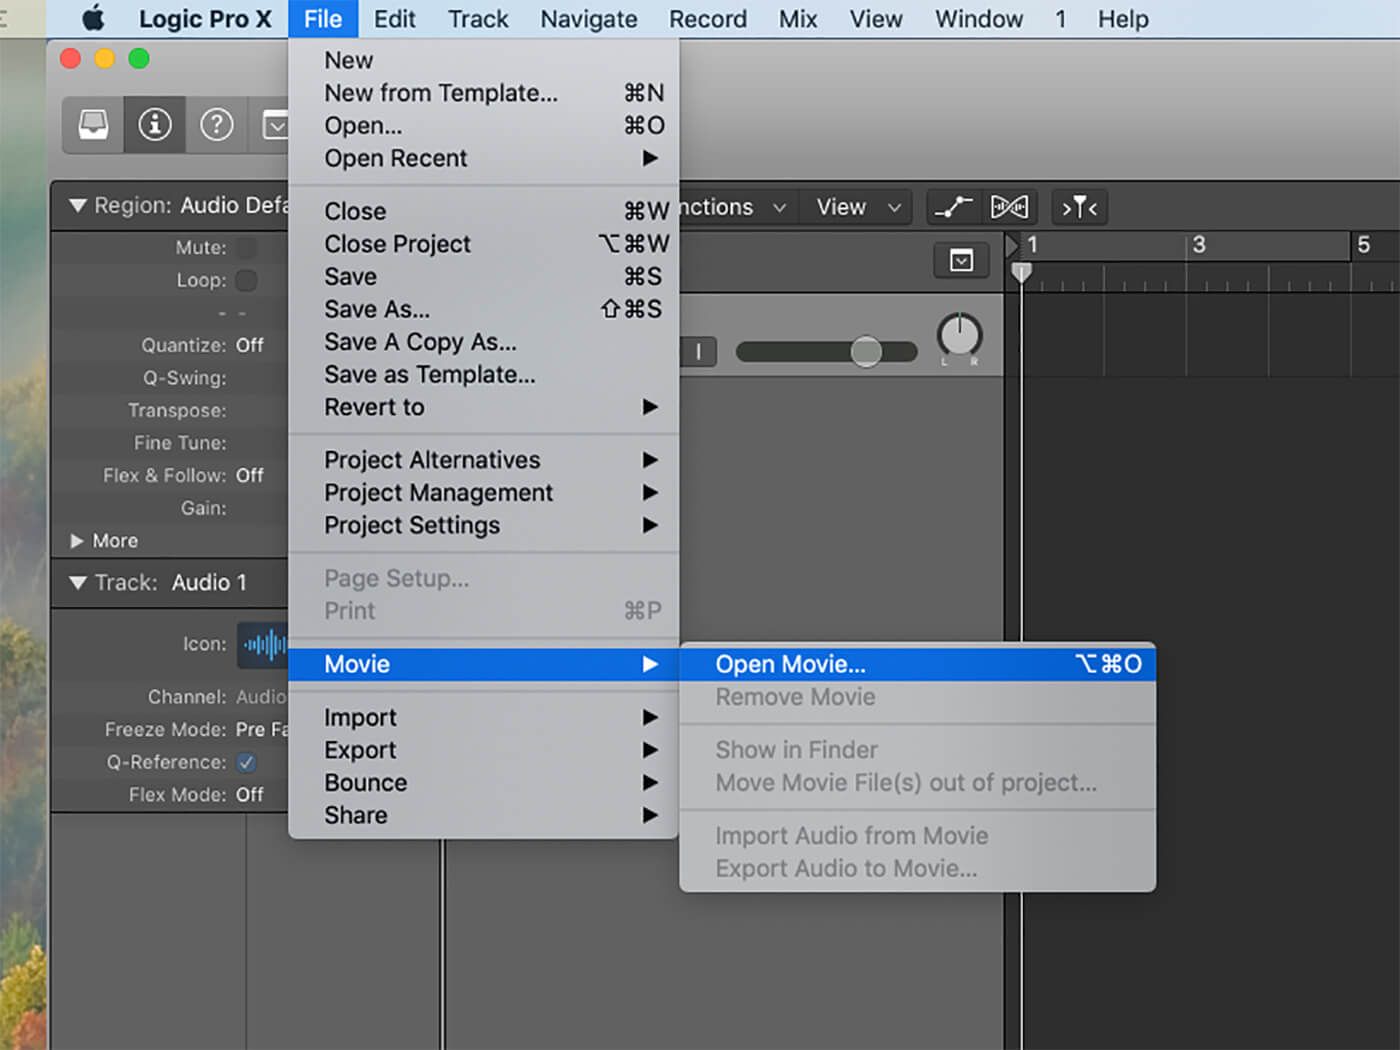 Logic Pro X File Edit Track Navigate Record Mix View Window 1 Help
New
New from Template... ⌘N
Open... ⌘O
Open Recent ▶
Close ⌘W
Close Project ⌥⌘W
Save ⌘S
Save As... ⇧⌘S
Save A Copy As...
Save as Template...
Revert to ▶
Project Alternatives ▶
Project Management ▶
Project Settings ▶
Page Setup...
Print ⌘P
Movie ▶
Import ▶
Export ▶
Bounce ▶
Share ▶
Open Movie... ⌥⌘O
Remove Movie
Show in Finder
Move Movie File(s) out of project...
Import Audio from Movie
Export Audio to Movie...
Region: Audio Defa
Mute:
Loop:
- -
Quantize: Off
Q-Swing:
Transpose:
Fine Tune:
Flex & Follow: Off
Gain:
▶ More
Track: Audio 1
Icon:
Channel: Audio
Freeze Mode: Pre Fa
Q-Reference:
Flex Mode: Off
nctions View
1 3 5
I
L R